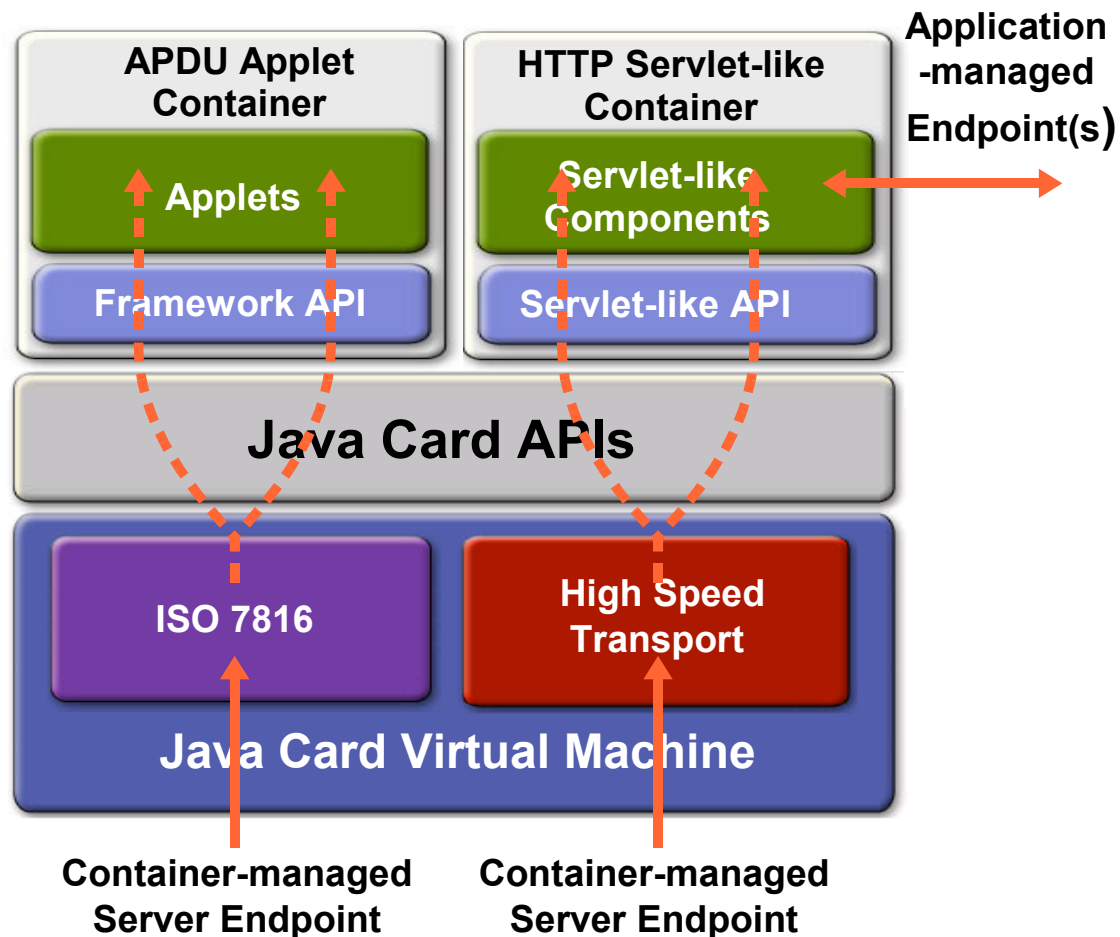 APDU Applet
Container
Applets
Framework API
HTTP Servlet-like
Container
Servlet-like
Components
Servlet-like API
Application
-managed
Endpoint(s)
Java Card APIs
ISO 7816
High Speed
Transport
Java Card Virtual Machine
Container-managed
Server Endpoint
Container-managed
Server Endpoint